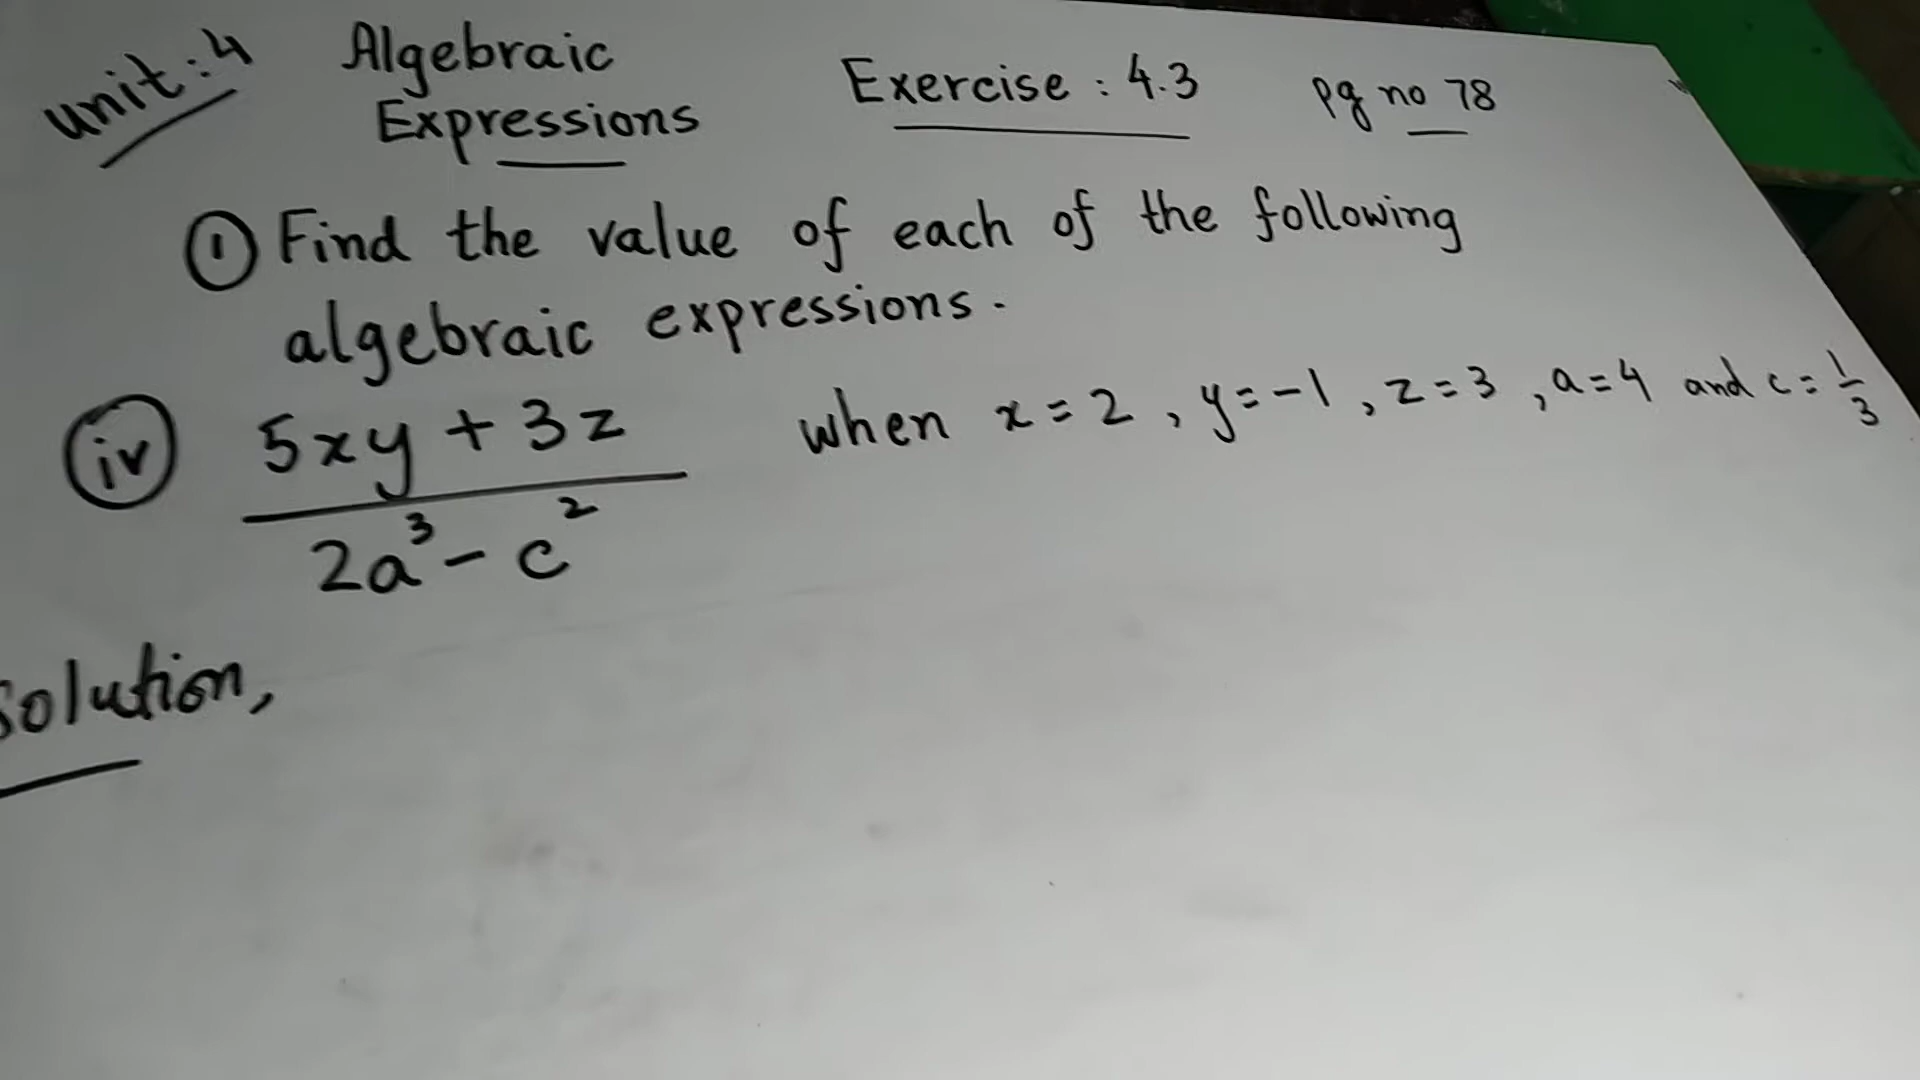 unit:4 Algebraic Expressions Exercise : 4.3 pg no 78
① Find the value of each of the following
algebraic expressions.
(iv) 5xy + 3z when x = 2 , y = -1 , z = 3 , a = 4 and c = 1/3
2a³ - c²
Solution,